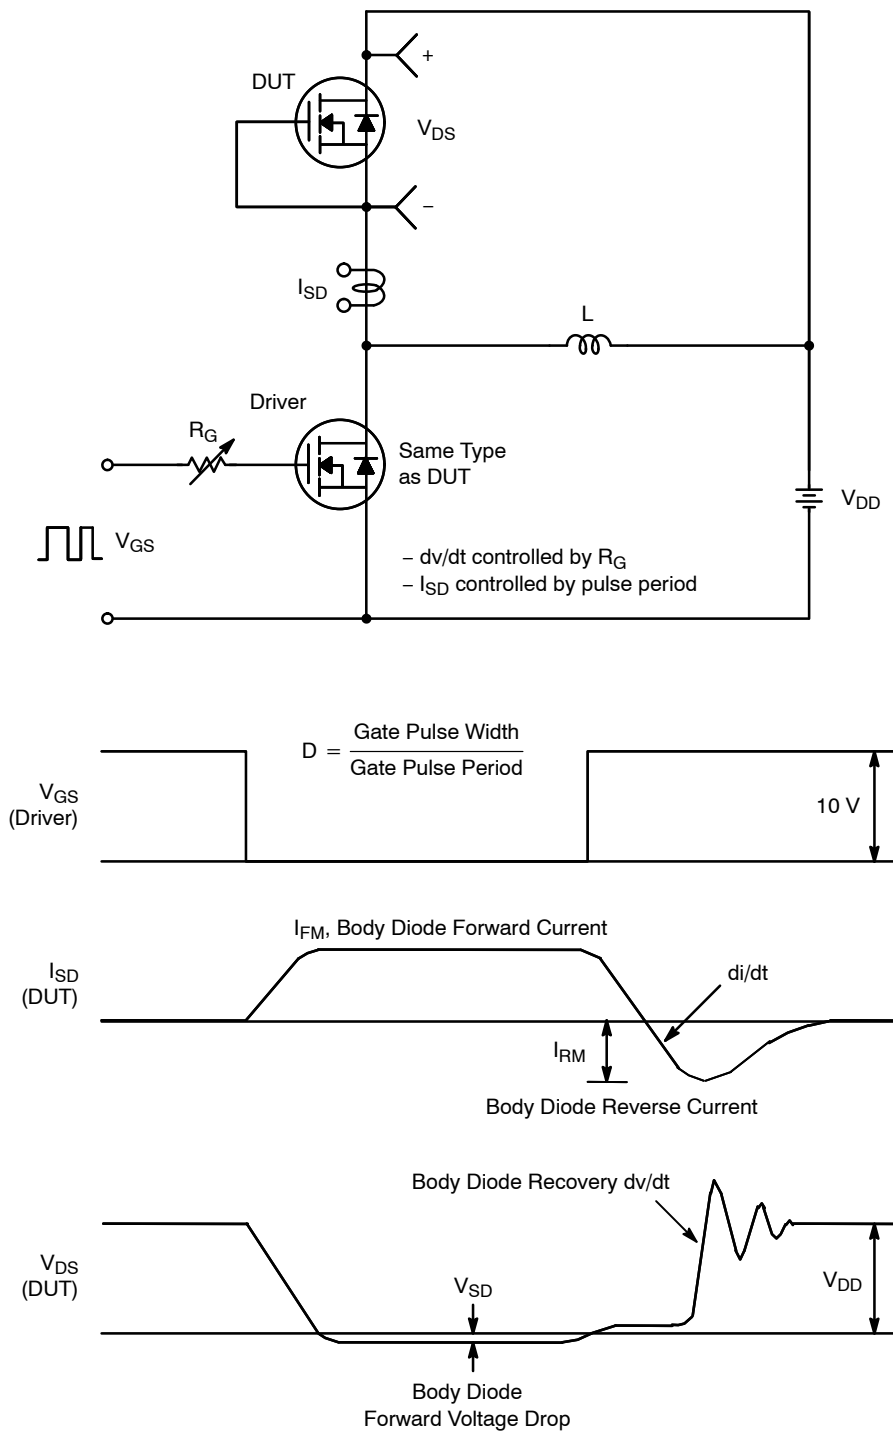 DUT
+
V_DS
−
I_SD
L
Driver
R_G
Same Type
as DUT
V_DD
V_GS
– dv/dt controlled by R_G
– I_SD controlled by pulse period
D = Gate Pulse Width
Gate Pulse Period
V_GS
(Driver)
10 V
I_FM, Body Diode Forward Current
I_SD
(DUT)
di/dt
I_RM
Body Diode Reverse Current
Body Diode Recovery dv/dt
V_DS
(DUT)
V_SD
V_DD
Body Diode
Forward Voltage Drop